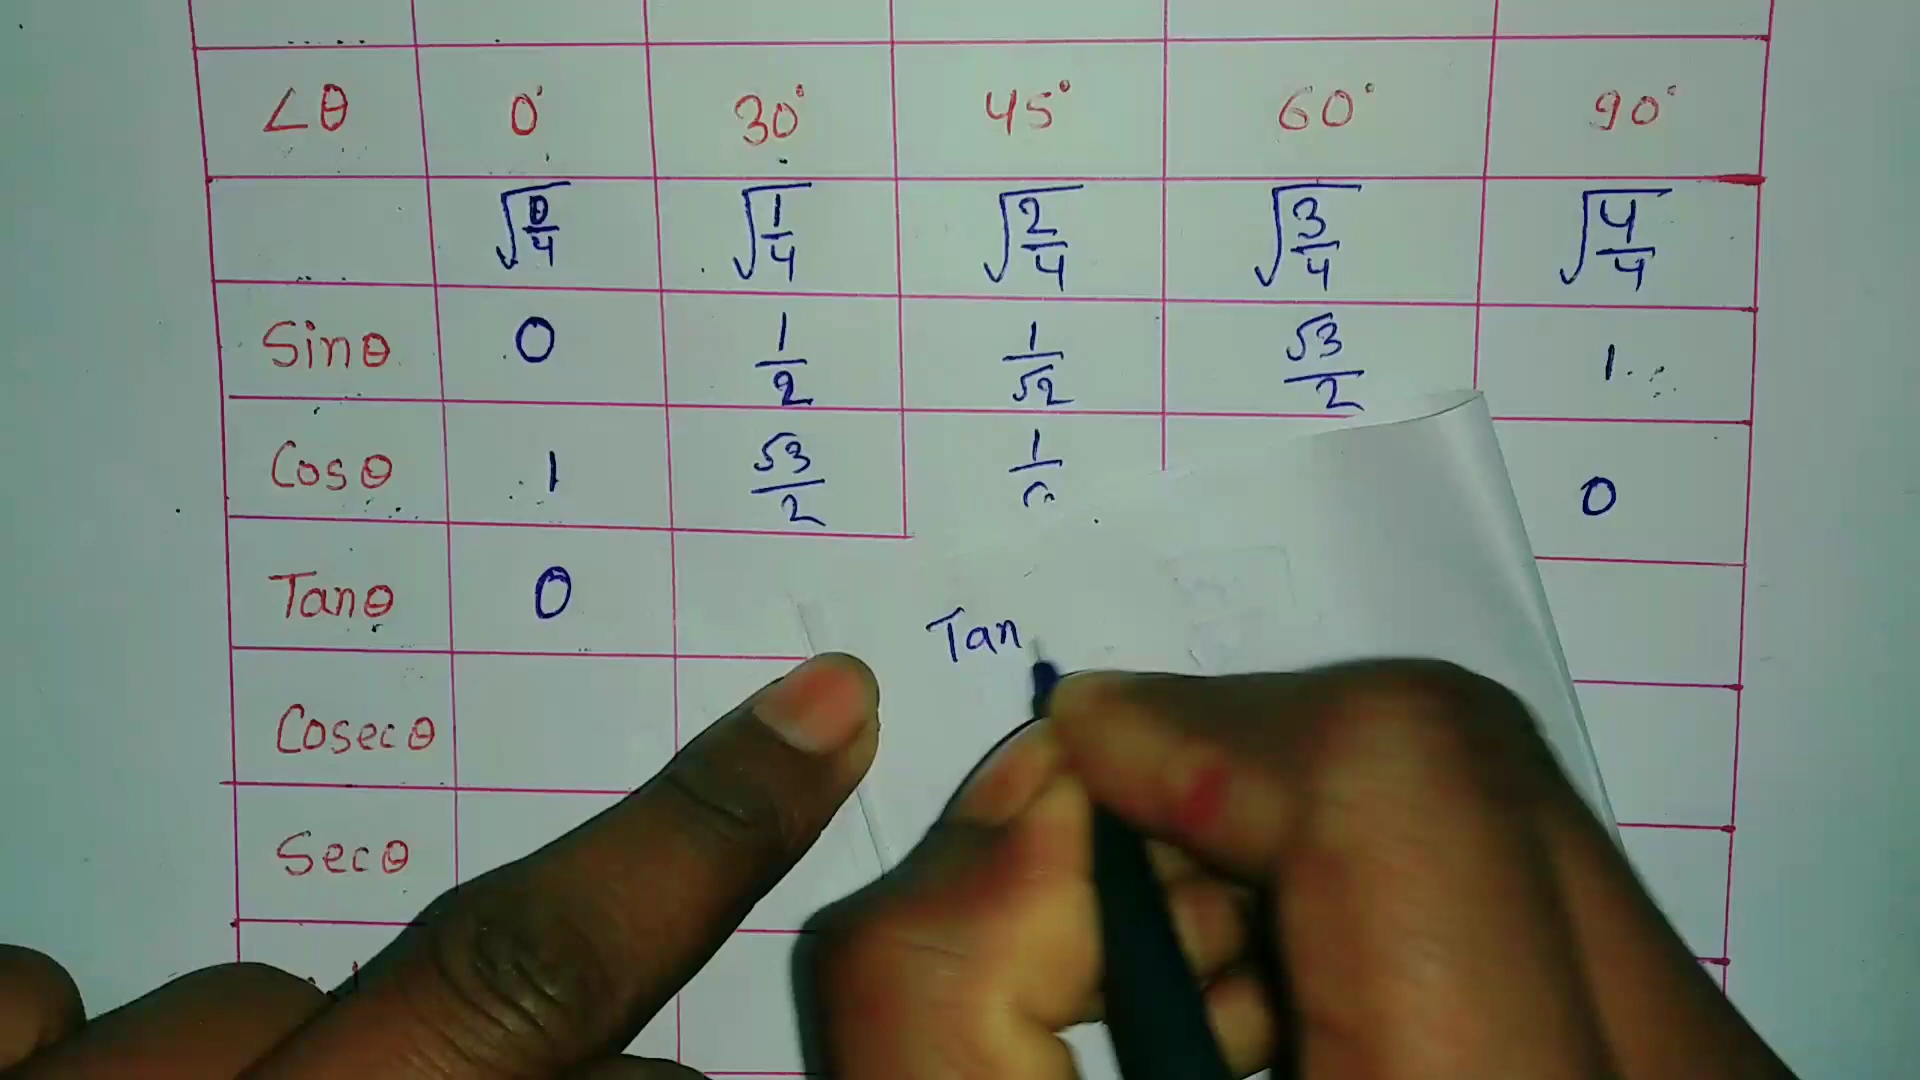 ∠θ 0° 30° 45° 60° 90°
√0/4 √1/4 √2/4 √3/4 √4/4
Sinθ 0 1/2 1/√2 √3/2 1
Cosθ 1 √3/2 1/ 0
Tanθ 0
Tan
Cosecθ
Secθ